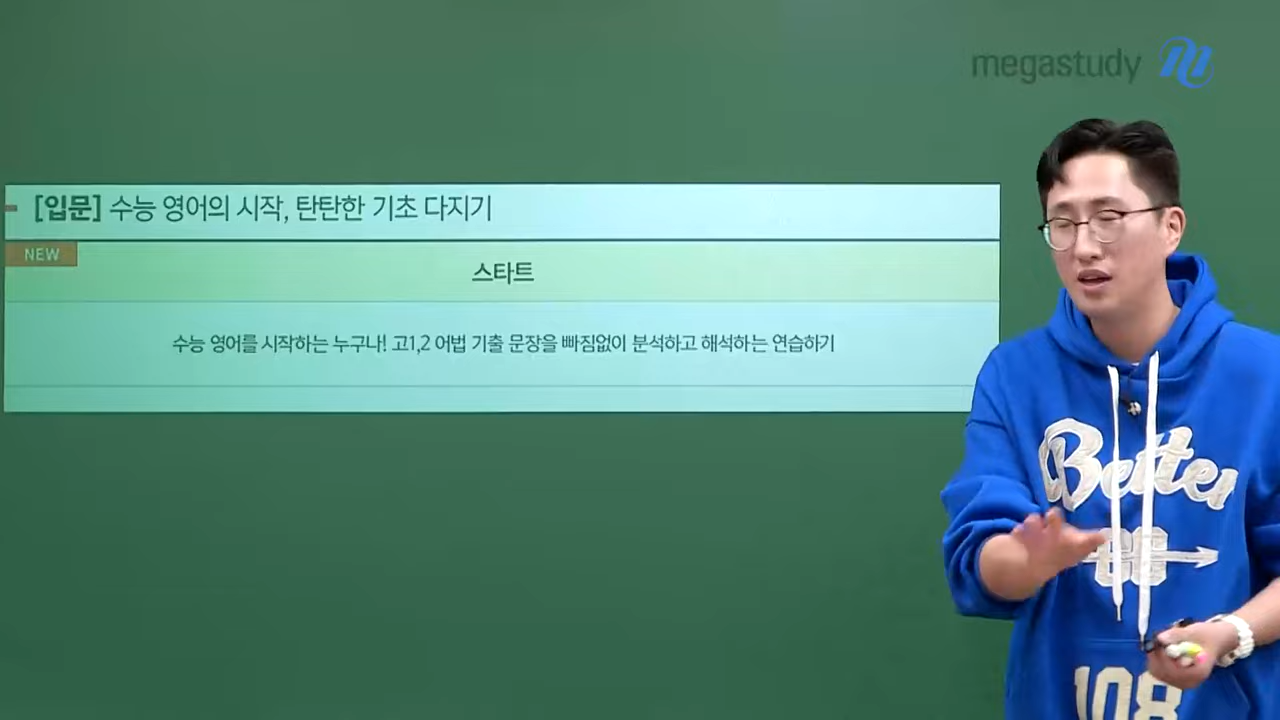 megastudy
[입문] 수능 영어의 시작, 탄탄한 기초 다지기
NEW
스타트
수능 영어를 시작하는 누구나! 고1,2 어법 기출 문장을 빠짐없이 분석하고 해석하는 연습하기
Better
108